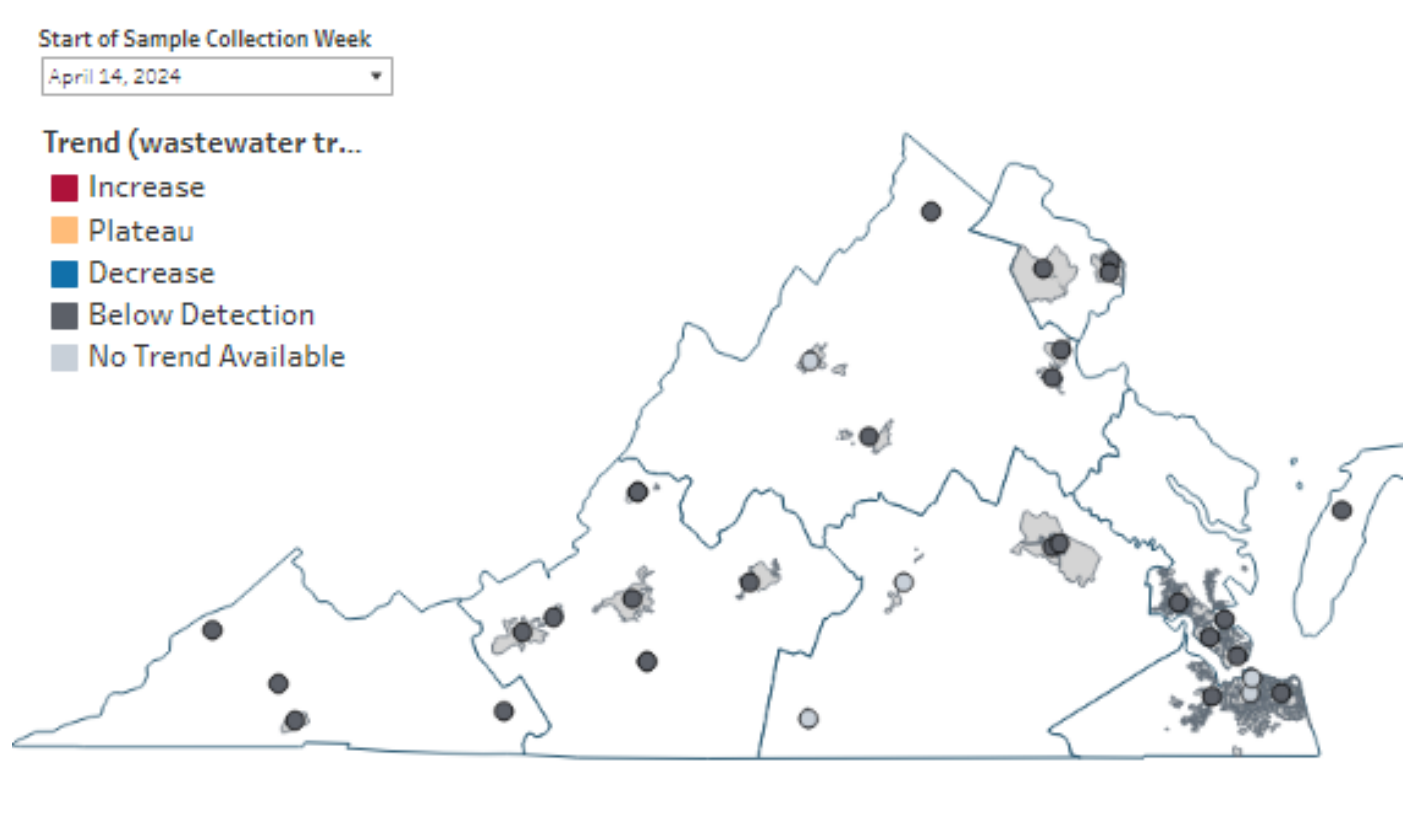 Start of Sample Collection Week
April 14, 2024
Trend (wastewater tr...
Increase
Plateau
Decrease
Below Detection
No Trend Available